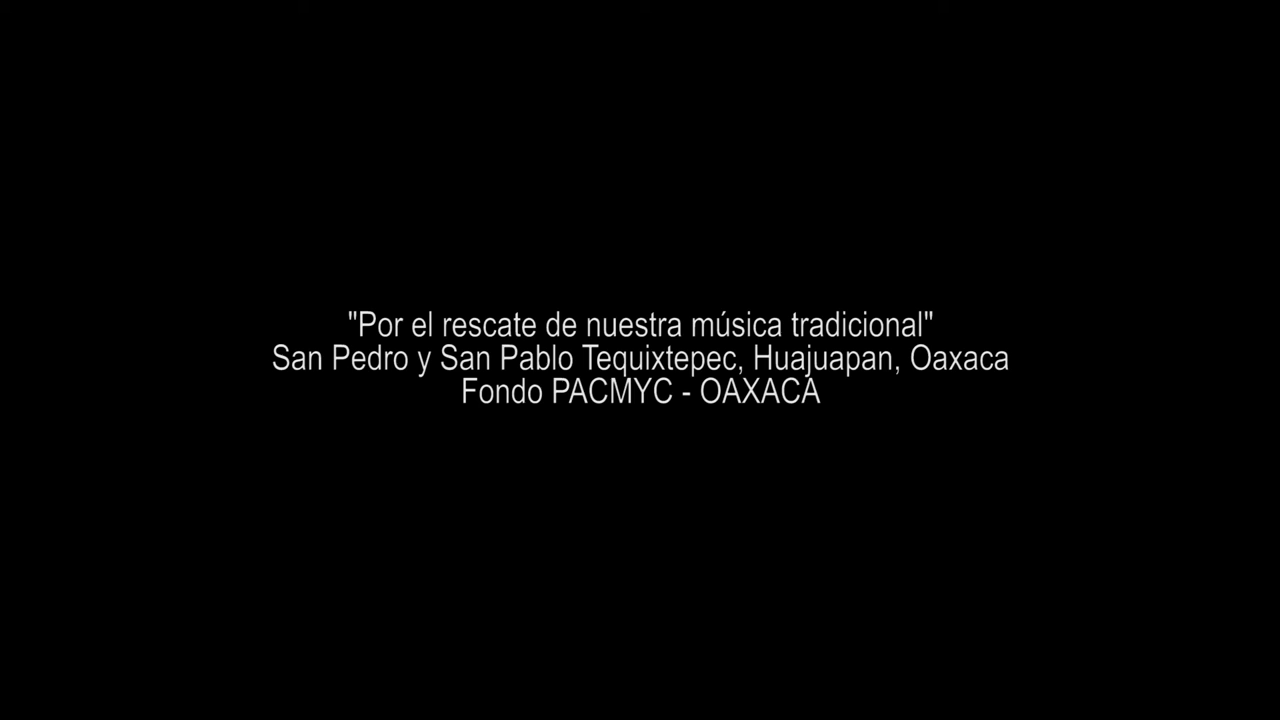 "Por el rescate de nuestra música tradicional"
San Pedro y San Pablo Tequixtepec, Huajuapan, Oaxaca
Fondo PACMYC - OAXACA